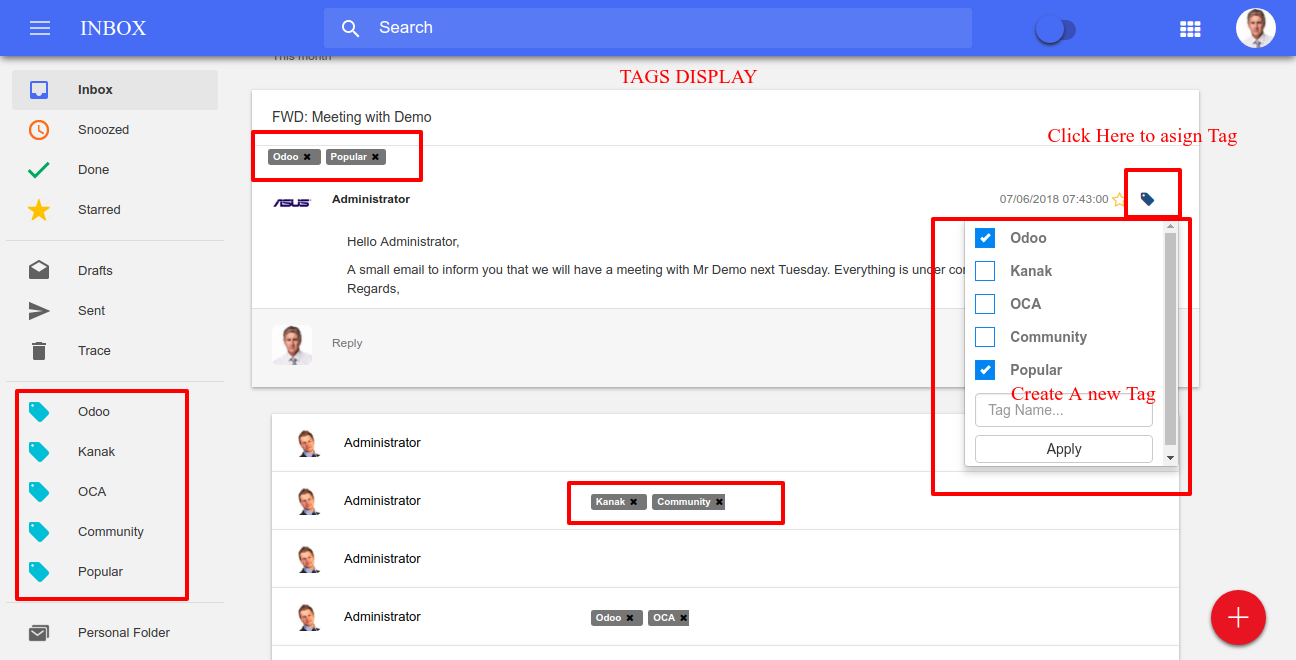 INBOX
Search
This month
TAGS DISPLAY
Inbox
Snoozed
Done
Starred
Drafts
Sent
Trace
Odoo
Kanak
OCA
Community
Popular
Personal Folder
FWD: Meeting with Demo
Click Here to asign Tag
Odoo ✖ Popular ✖
ASUS Administrator 07/06/2018 07:43:00
Hello Administrator,
A small email to inform you that we will have a meeting with Mr Demo next Tuesday. Everything is under cor
Regards,
Reply
Odoo
Kanak
OCA
Community
Popular
Create A new Tag
Tag Name...
Apply
Administrator
Administrator Kanak ✖ Community ✖
Administrator
Administrator Odoo ✖ OCA ✖